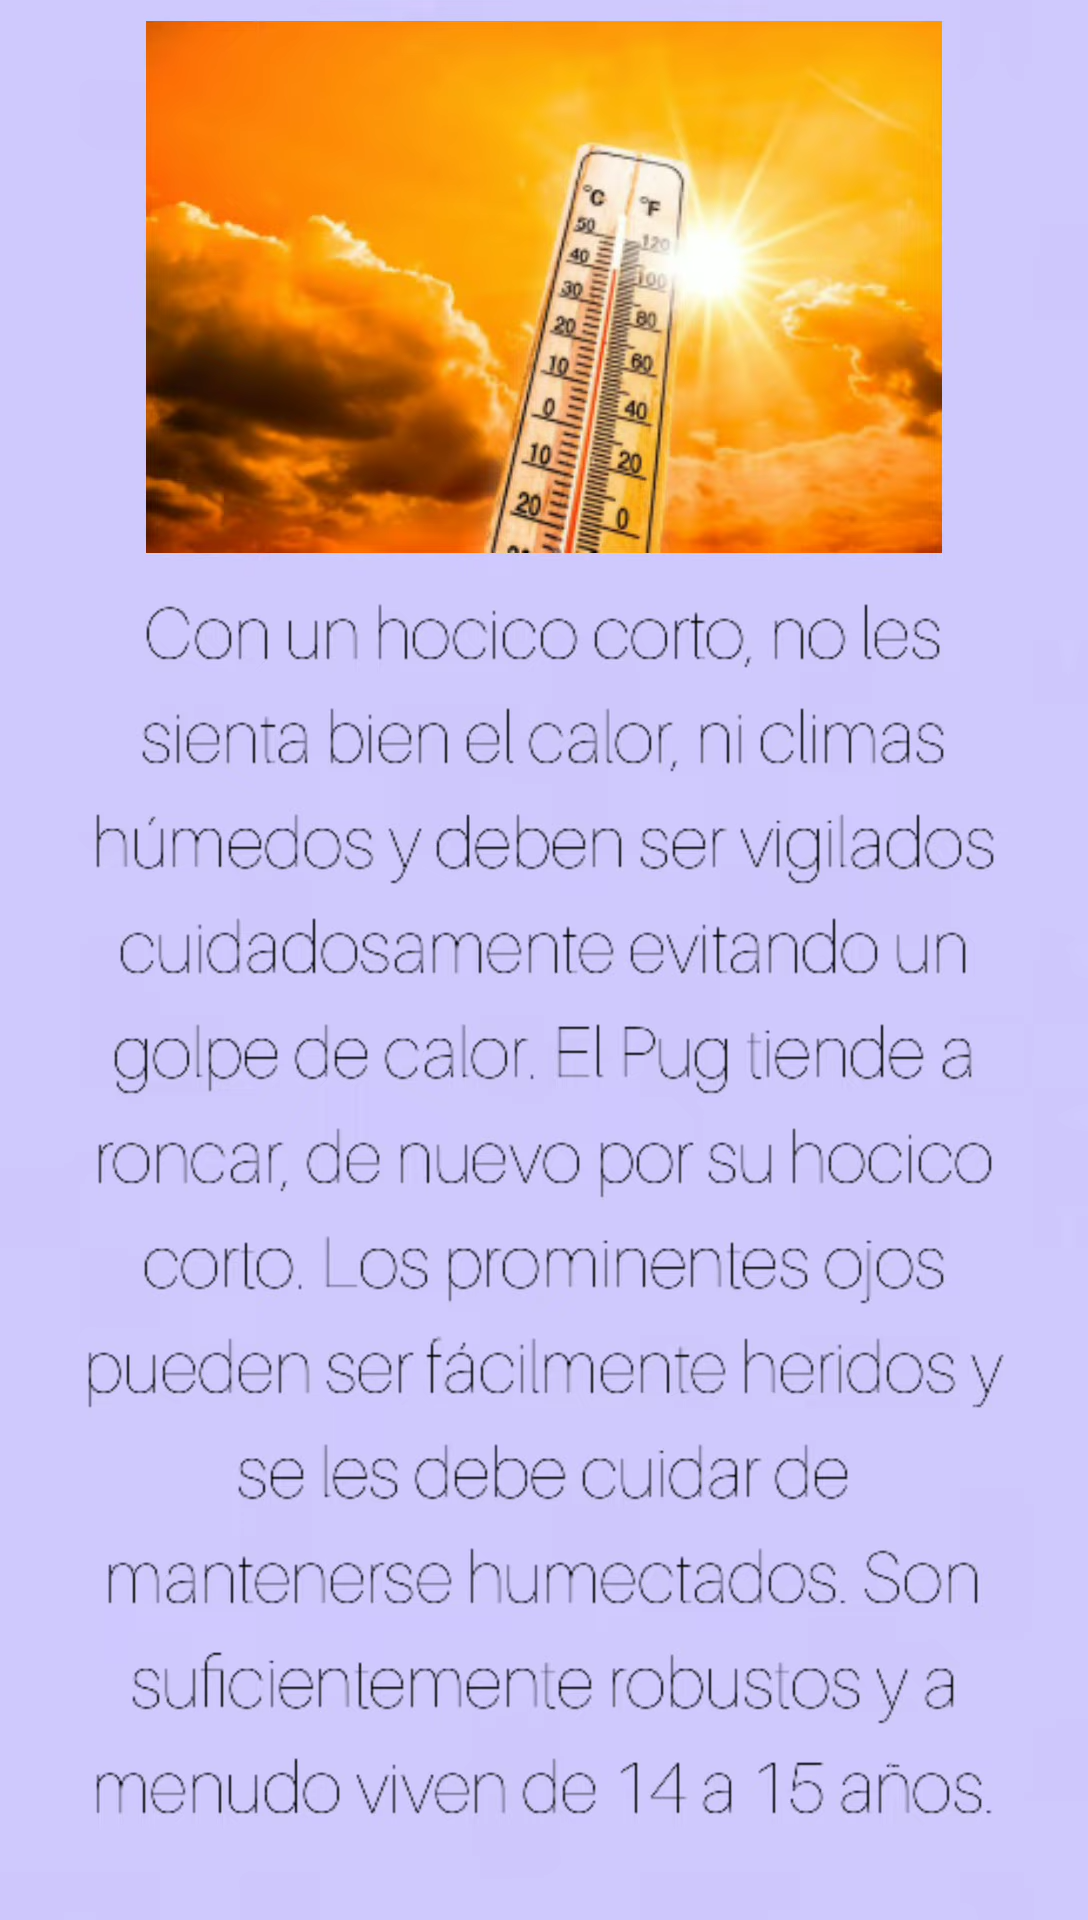 °C °F
50 120
40 100
30 80
20 60
10 40
0 20
10 0
20
Con un hocico corto, no les
sienta bien el calor, ni climas
húmedos y deben ser vigilados
cuidadosamente evitando un
golpe de calor. El Pug tiende a
roncar, de nuevo por su hocico
corto. Los prominentes ojos
pueden ser fácilmente heridos y
se les debe cuidar de
mantenerse humectados. Son
suficientemente robustos y a
menudo viven de 14 a 15 años.